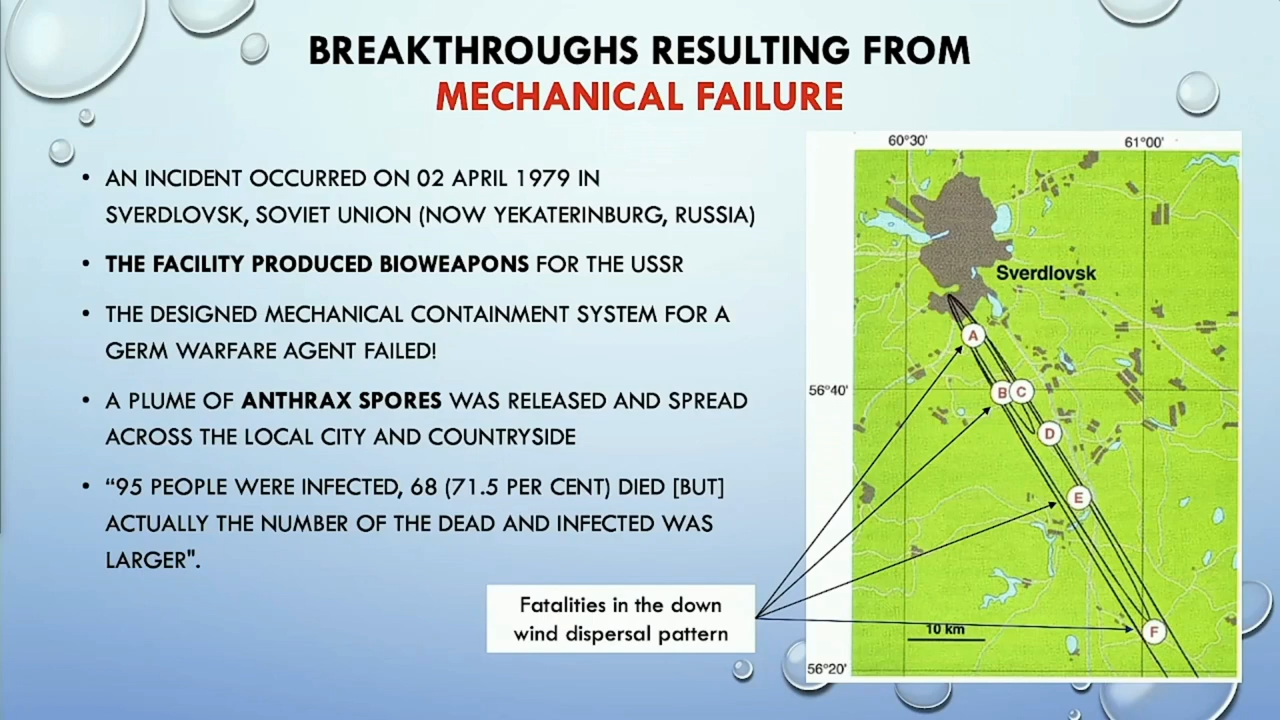 BREAKTHROUGHS RESULTING FROM
MECHANICAL FAILURE
• AN INCIDENT OCCURRED ON 02 APRIL 1979 IN
SVERDLOVSK, SOVIET UNION (NOW YEKATERINBURG, RUSSIA)
• THE FACILITY PRODUCED BIOWEAPONS FOR THE USSR
• THE DESIGNED MECHANICAL CONTAINMENT SYSTEM FOR A
GERM WARFARE AGENT FAILED!
• A PLUME OF ANTHRAX SPORES WAS RELEASED AND SPREAD
ACROSS THE LOCAL CITY AND COUNTRYSIDE
• “95 PEOPLE WERE INFECTED, 68 (71.5 PER CENT) DIED [BUT]
ACTUALLY THE NUMBER OF THE DEAD AND INFECTED WAS
LARGER".
Fatalities in the down
wind dispersal pattern
60°30' 61°00'
Sverdlovsk
A
56°40' B C
D
E
10 km F
56°20'